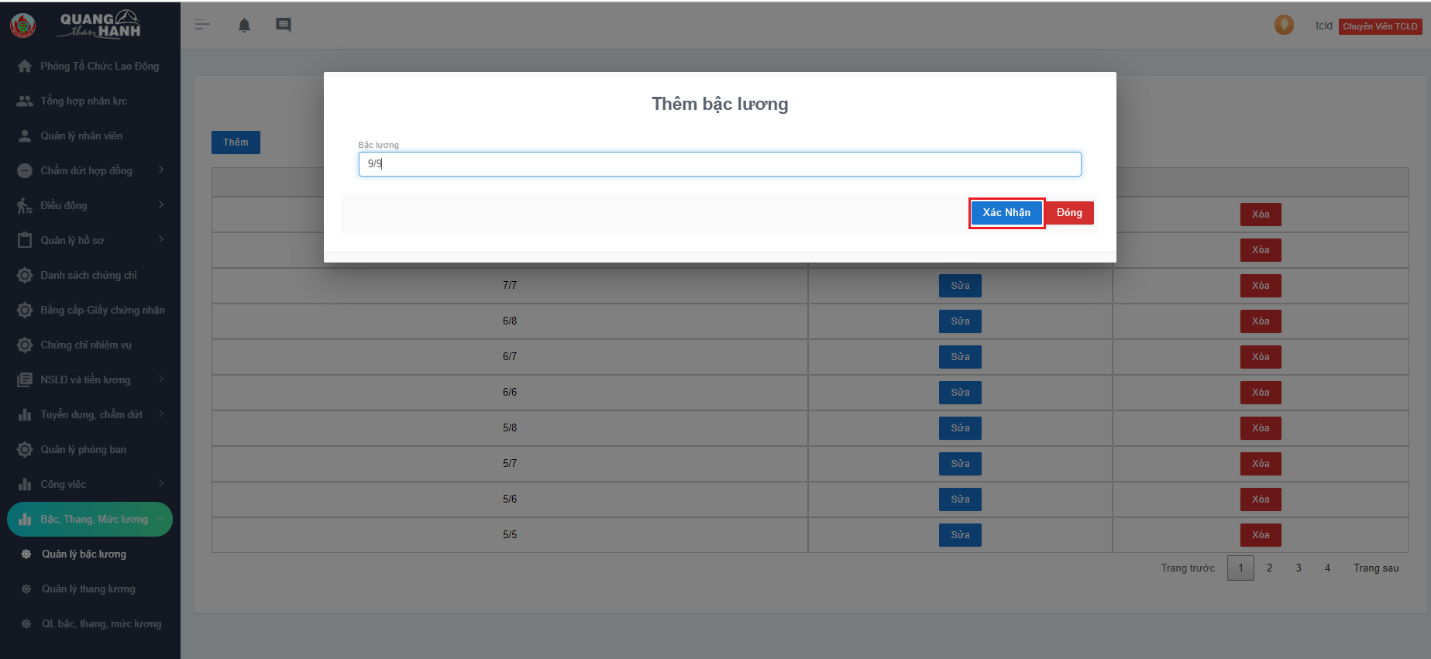 QUANG
than HẠNH
tcld Chuyên Viên TCLD
Phòng Tổ Chức Lao Động
Tổng hợp nhân lực
Quản lý nhân viên
Chấm dứt hợp đồng
Điều động
Quản lý hồ sơ
Danh sách chứng chỉ
Bằng cấp-Giấy chứng nhận
Chứng chỉ nhiệm vụ
NSLĐ và tiền lương
Tuyển dụng, chấm dứt
Quản lý phòng ban
Công việc
Bậc, Thang, Mức lương
Quản lý bậc lương
Quản lý thang lương
QL bậc, thang, mức lương
Thêm bậc lương
Bậc lương
9/9
Xác Nhận Đóng
Thêm
Xóa
Xóa
7/7 Sửa Xóa
6/8 Sửa Xóa
6/7 Sửa Xóa
6/6 Sửa Xóa
5/8 Sửa Xóa
5/7 Sửa Xóa
5/6 Sửa Xóa
5/5 Sửa Xóa
Trang trước 1 2 3 4 Trang sau